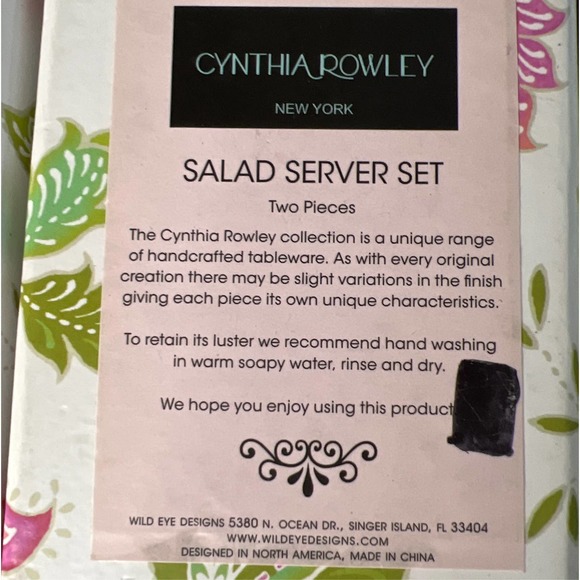 CYNTHIA ROWLEY
NEW YORK
SALAD SERVER SET
Two Pieces
The Cynthia Rowley collection is a unique range
of handcrafted tableware. As with every original
creation there may be slight variations in the finish
giving each piece its own unique characteristics.
To retain its luster we recommend hand washing
in warm soapy water, rinse and dry.
We hope you enjoy using this product
WILD EYE DESIGNS 5380 N. OCEAN DR., SINGER ISLAND, FL 33404
WWW.WILDEYEDESIGNS.COM
DESIGNED IN NORTH AMERICA, MADE IN CHINA